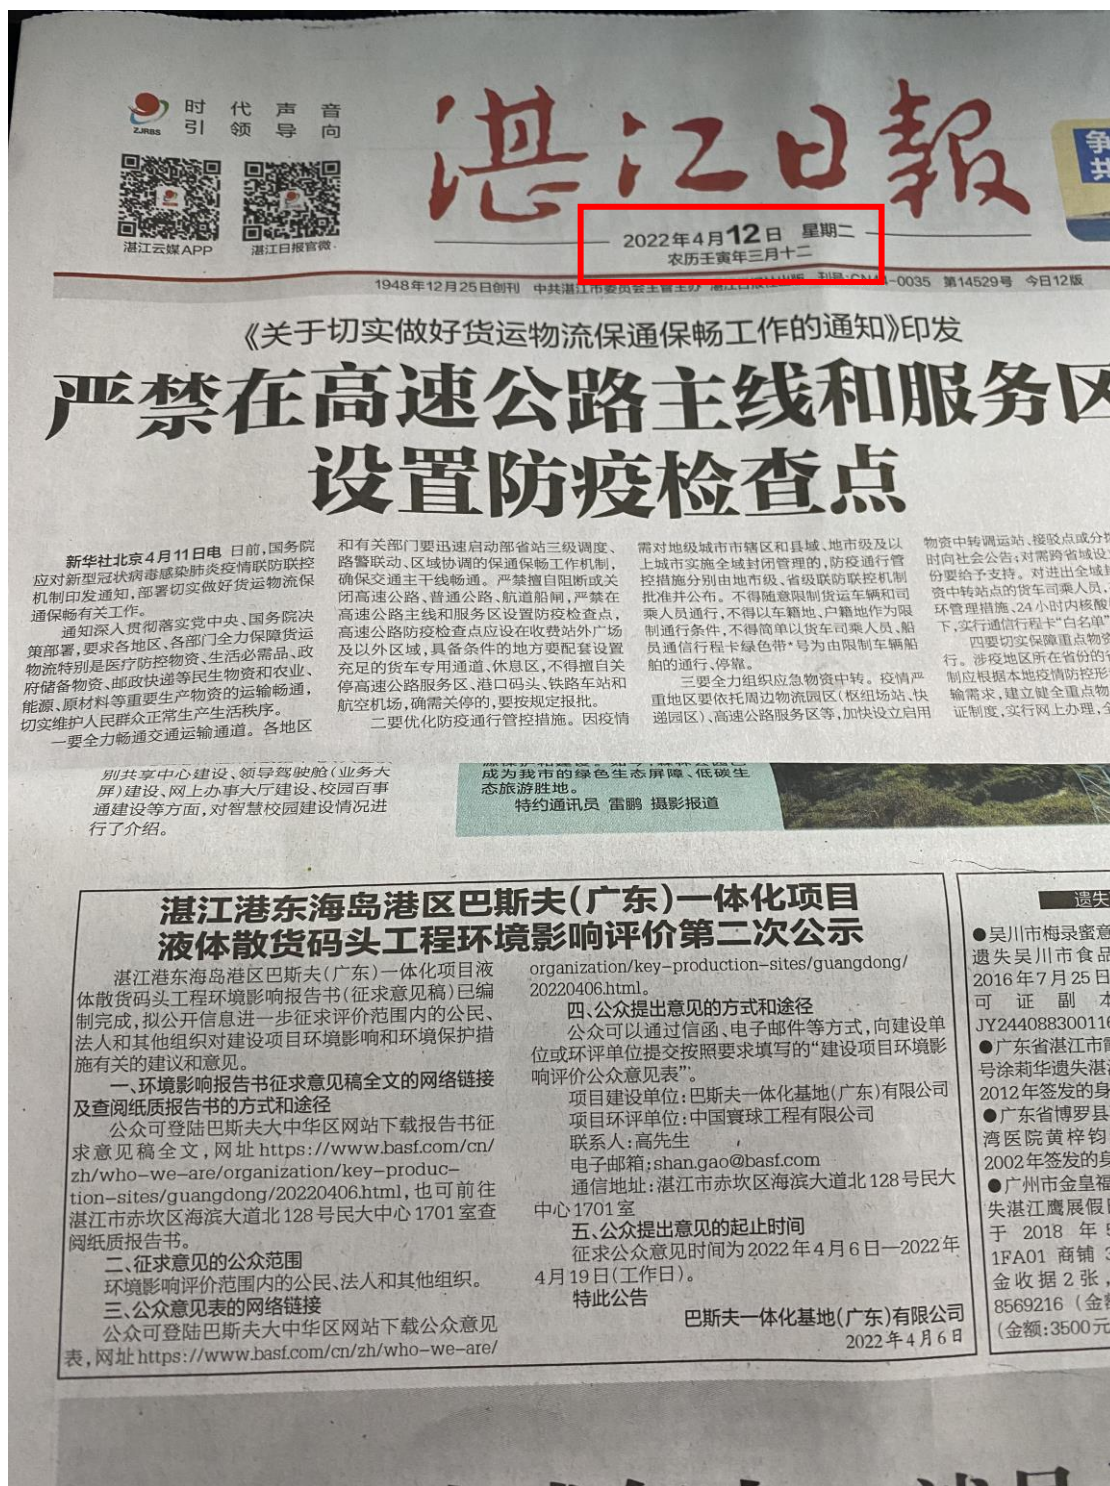 时代声音
引领导向
ZJRBS
湛江云媒APP
湛江日报官微
湛江日報
2022年4月12日 星期二
农历壬寅年三月十二
1948年12月25日创刊 中共湛江市委员会主管主办
-0035 第14529号 今日12版
《关于切实做好货运物流保通保畅工作的通知》印发
严禁在高速公路主线和服务区
设置防疫检查点
新华社北京4月11日电 日前,国务院
应对新型冠状病毒感染肺炎疫情联防联控
机制印发通知,部署切实做好货运物流保
通保畅有关工作。
通知深入贯彻落实党中央、国务院决
策部署,要求各地区、各部门全力保障货运
物流特别是医疗防控物资、生活必需品、政
府储备物资、邮政快递等民生物资和农业、
能源、原材料等重要生产物资的运输畅通,
切实维护人民群众正常生产生活秩序。
一要全力畅通交通运输通道。各地区
和有关部门要迅速启动部省站三级调度、
路警联动、区域协调的保通保畅工作机制,
确保交通主干线畅通。严禁擅自阻断或关
闭高速公路、普通公路、航道船闸,严禁在
高速公路主线和服务区设置防疫检查点,
高速公路防疫检查点应设在收费站外广场
及以外区域,具备条件的地方要配套设置
充足的货车专用通道、休息区,不得擅自关
停高速公路服务区、港口码头、铁路车站和
航空机场,确需关停的,要按规定报批。
二要优化防疫通行管控措施。因疫情
需对地级城市市辖区和县域、地市级及以
上城市实施全域封闭管理的,防疫通行管
控措施分别由地市级、省级联防联控机制
批准并公布。不得随意限制货运车辆和司
乘人员通行,不得以车籍地、户籍地作为限
制通行条件,不得简单以货车司乘人员、船
员通信行程卡绿色带*号为由限制车辆船
舶的通行、停靠。
三要全力组织应急物资中转。疫情严
重地区要依托周边物流园区(枢纽场站、快
递园区)、高速公路服务区等,加快设立启用
物资中转调运站、接驳点或分拨
时向社会公告;对需跨省域设
份要给予支持。对进出全域封
资中转站点的货车司乘人员,
环管理措施、24小时内核酸
下,实行通信行程卡“白名单”
四要切实保障重点物资
行。涉疫地区所在省份的省
制应根据本地疫情防控形
输需求,建立健全重点物
证制度,实行网上办理,全
别共享中心建设、领导驾驶舱(业务大
屏)建设、网上办事大厅建设、校园百事
通建设等方面,对智慧校园建设情况进
行了介绍。
成为我市的绿色生态屏障、低碳生
态旅游胜地。
特约通讯员 雷鹏 摄影报道
湛江港东海岛港区巴斯夫(广东)一体化项目
液体散货码头工程环境影响评价第二次公示
湛江港东海岛港区巴斯夫(广东)一体化项目液
体散货码头工程环境影响报告书(征求意见稿)已编
制完成,拟公开信息进一步征求评价范围内的公民、
法人和其他组织对建设项目环境影响和环境保护措
施有关的建议和意见。
一、环境影响报告书征求意见稿全文的网络链接
及查阅纸质报告书的方式和途径
公众可登陆巴斯夫大中华区网站下载报告书征
求意见稿全文,网址https://www.basf.com/cn/
zh/who-we-are/organization/key-produc-
tion-sites/guangdong/20220406.html,也可前往
湛江市赤坎区海滨大道北128号民大中心1701室查
阅纸质报告书。
二、征求意见的公众范围
环境影响评价范围内的公民、法人和其他组织。
三、公众意见表的网络链接
公众可登陆巴斯夫大中华区网站下载公众意见
表,网址https://www.basf.com/cn/zh/who-we-are/
organization/key-production-sites/guangdong/
20220406.html。
四、公众提出意见的方式和途径
公众可以通过信函、电子邮件等方式,向建设单
位或环评单位提交按照要求填写的“建设项目环境影
响评价公众意见表”。
项目建设单位:巴斯夫一体化基地(广东)有限公司
项目环评单位:中国寰球工程有限公司
联系人:高先生
电子邮箱:shan.gao@basf.com
通信地址:湛江市赤坎区海滨大道北128号民大
中心1701室
五、公众提出意见的起止时间
征求公众意见时间为2022年4月6日—2022年
4月19日(工作日)。
特此公告
巴斯夫一体化基地(广东)有限公司
2022年4月6日
遗失
●吴川市梅录蜜意
遗失吴川市食品
2016年7月25日
可证副本
JY244088300116
●广东省湛江市霞
号涂莉华遗失湛江
2012年签发的身
●广东省博罗县
湾医院黄梓钧
2002年签发的身
●广州市金皇福
失湛江鹰展假日
于2018年5
1FA01 商铺3
金收据2张,
8569216 (金额
(金额:3500元